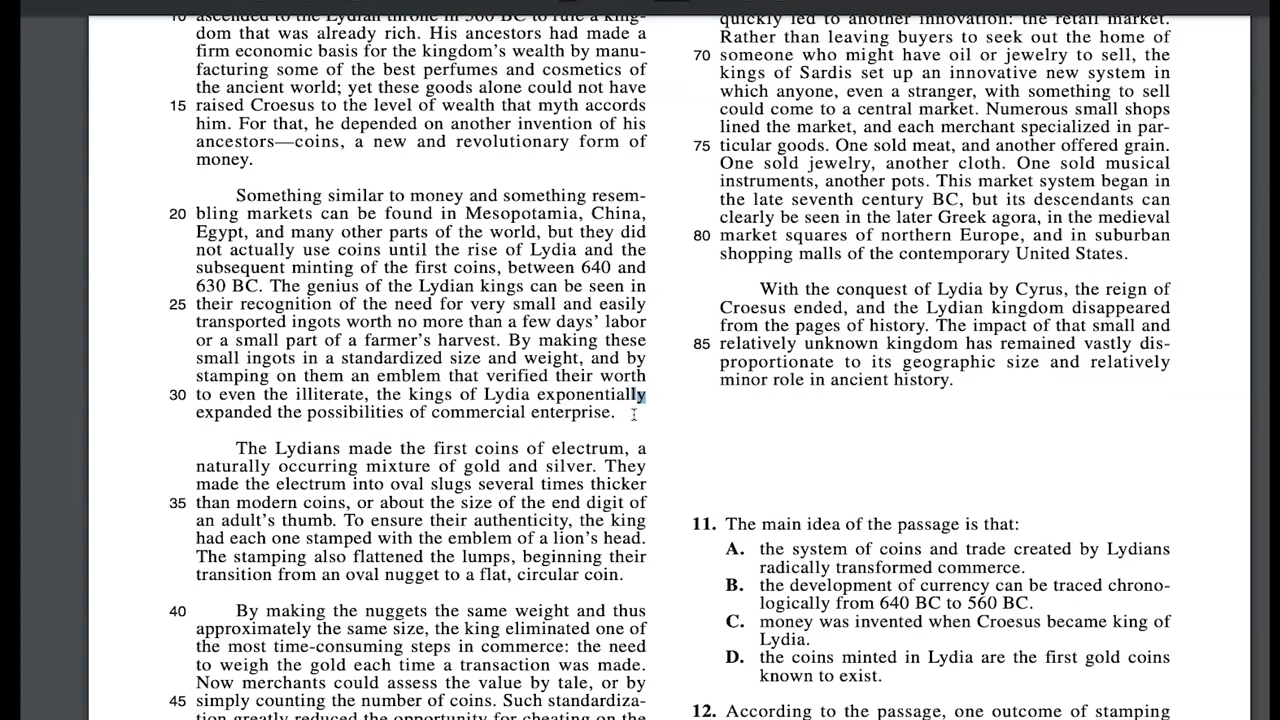 10 ascended to the Lydian throne in 560 BC to rule a king-
dom that was already rich. His ancestors had made a
firm economic basis for the kingdom's wealth by manu-
facturing some of the best perfumes and cosmetics of
the ancient world; yet these goods alone could not have
15 raised Croesus to the level of wealth that myth accords
him. For that, he depended on another invention of his
ancestors—coins, a new and revolutionary form of
money.
Something similar to money and something resem-
20 bling markets can be found in Mesopotamia, China,
Egypt, and many other parts of the world, but they did
not actually use coins until the rise of Lydia and the
subsequent minting of the first coins, between 640 and
630 BC. The genius of the Lydian kings can be seen in
25 their recognition of the need for very small and easily
transported ingots worth no more than a few days' labor
or a small part of a farmer's harvest. By making these
small ingots in a standardized size and weight, and by
stamping on them an emblem that verified their worth
30 to even the illiterate, the kings of Lydia exponentially
expanded the possibilities of commercial enterprise.
The Lydians made the first coins of electrum, a
naturally occurring mixture of gold and silver. They
made the electrum into oval slugs several times thicker
35 than modern coins, or about the size of the end digit of
an adult's thumb. To ensure their authenticity, the king
had each one stamped with the emblem of a lion's head.
The stamping also flattened the lumps, beginning their
transition from an oval nugget to a flat, circular coin.
40 By making the nuggets the same weight and thus
approximately the same size, the king eliminated one of
the most time-consuming steps in commerce: the need
to weigh the gold each time a transaction was made.
Now merchants could assess the value by tale, or by
45 simply counting the number of coins. Such standardiza-
tion greatly reduced the opportunity for cheating on the
quickly led to another innovation: the retail market.
Rather than leaving buyers to seek out the home of
70 someone who might have oil or jewelry to sell, the
kings of Sardis set up an innovative new system in
which anyone, even a stranger, with something to sell
could come to a central market. Numerous small shops
lined the market, and each merchant specialized in par-
75 ticular goods. One sold meat, and another offered grain.
One sold jewelry, another cloth. One sold musical
instruments, another pots. This market system began in
the late seventh century BC, but its descendants can
clearly be seen in the later Greek agora, in the medieval
80 market squares of northern Europe, and in suburban
shopping malls of the contemporary United States.
With the conquest of Lydia by Cyrus, the reign of
Croesus ended, and the Lydian kingdom disappeared
from the pages of history. The impact of that small and
85 relatively unknown kingdom has remained vastly dis-
proportionate to its geographic size and relatively
minor role in ancient history.
11. The main idea of the passage is that:
A. the system of coins and trade created by Lydians
radically transformed commerce.
B. the development of currency can be traced chrono-
logically from 640 BC to 560 BC.
C. money was invented when Croesus became king of
Lydia.
D. the coins minted in Lydia are the first gold coins
known to exist.
12. According to the passage, one outcome of stamping